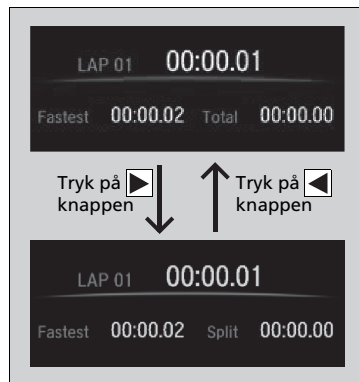 LAP 01 00:00.01
Fastest 00:00.02 Total 00:00.00
Tryk på ▶
knappen
Tryk på ◀
knappen
LAP 01 00:00.01
Fastest 00:00.02 Split 00:00.00